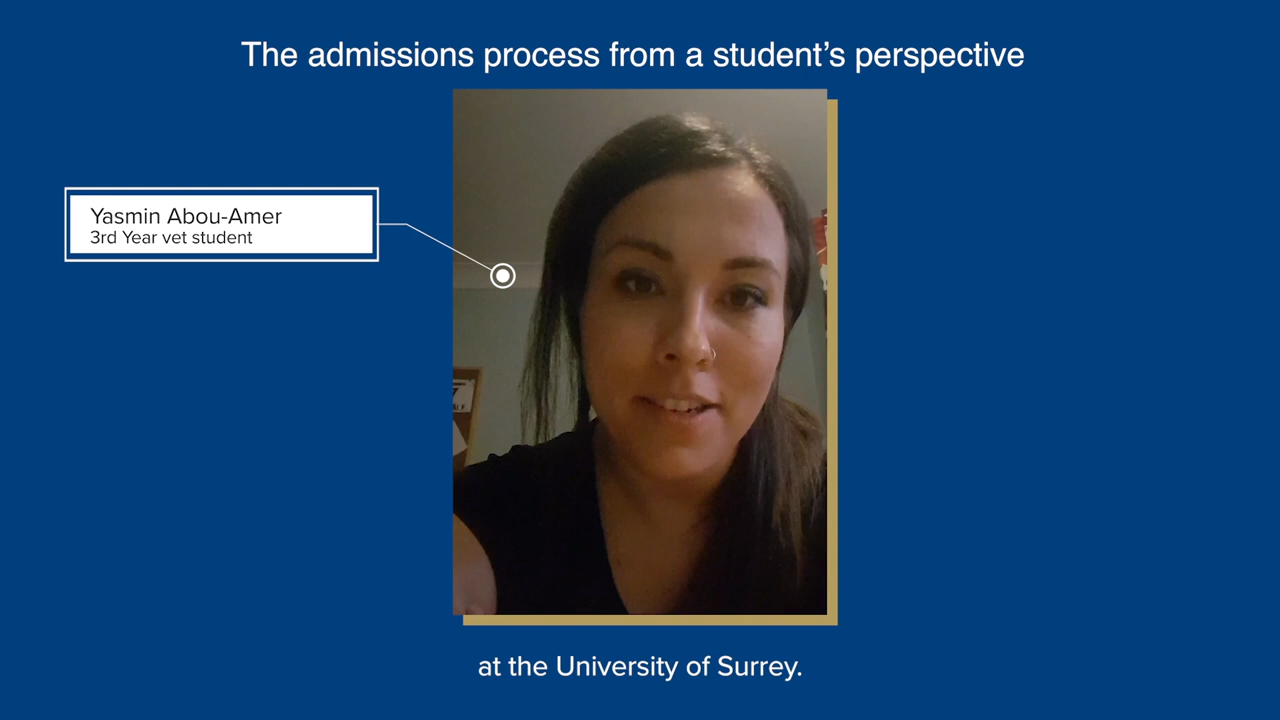 The admissions process from a student’s perspective
Yasmin Abou-Amer
3rd Year vet student
at the University of Surrey.